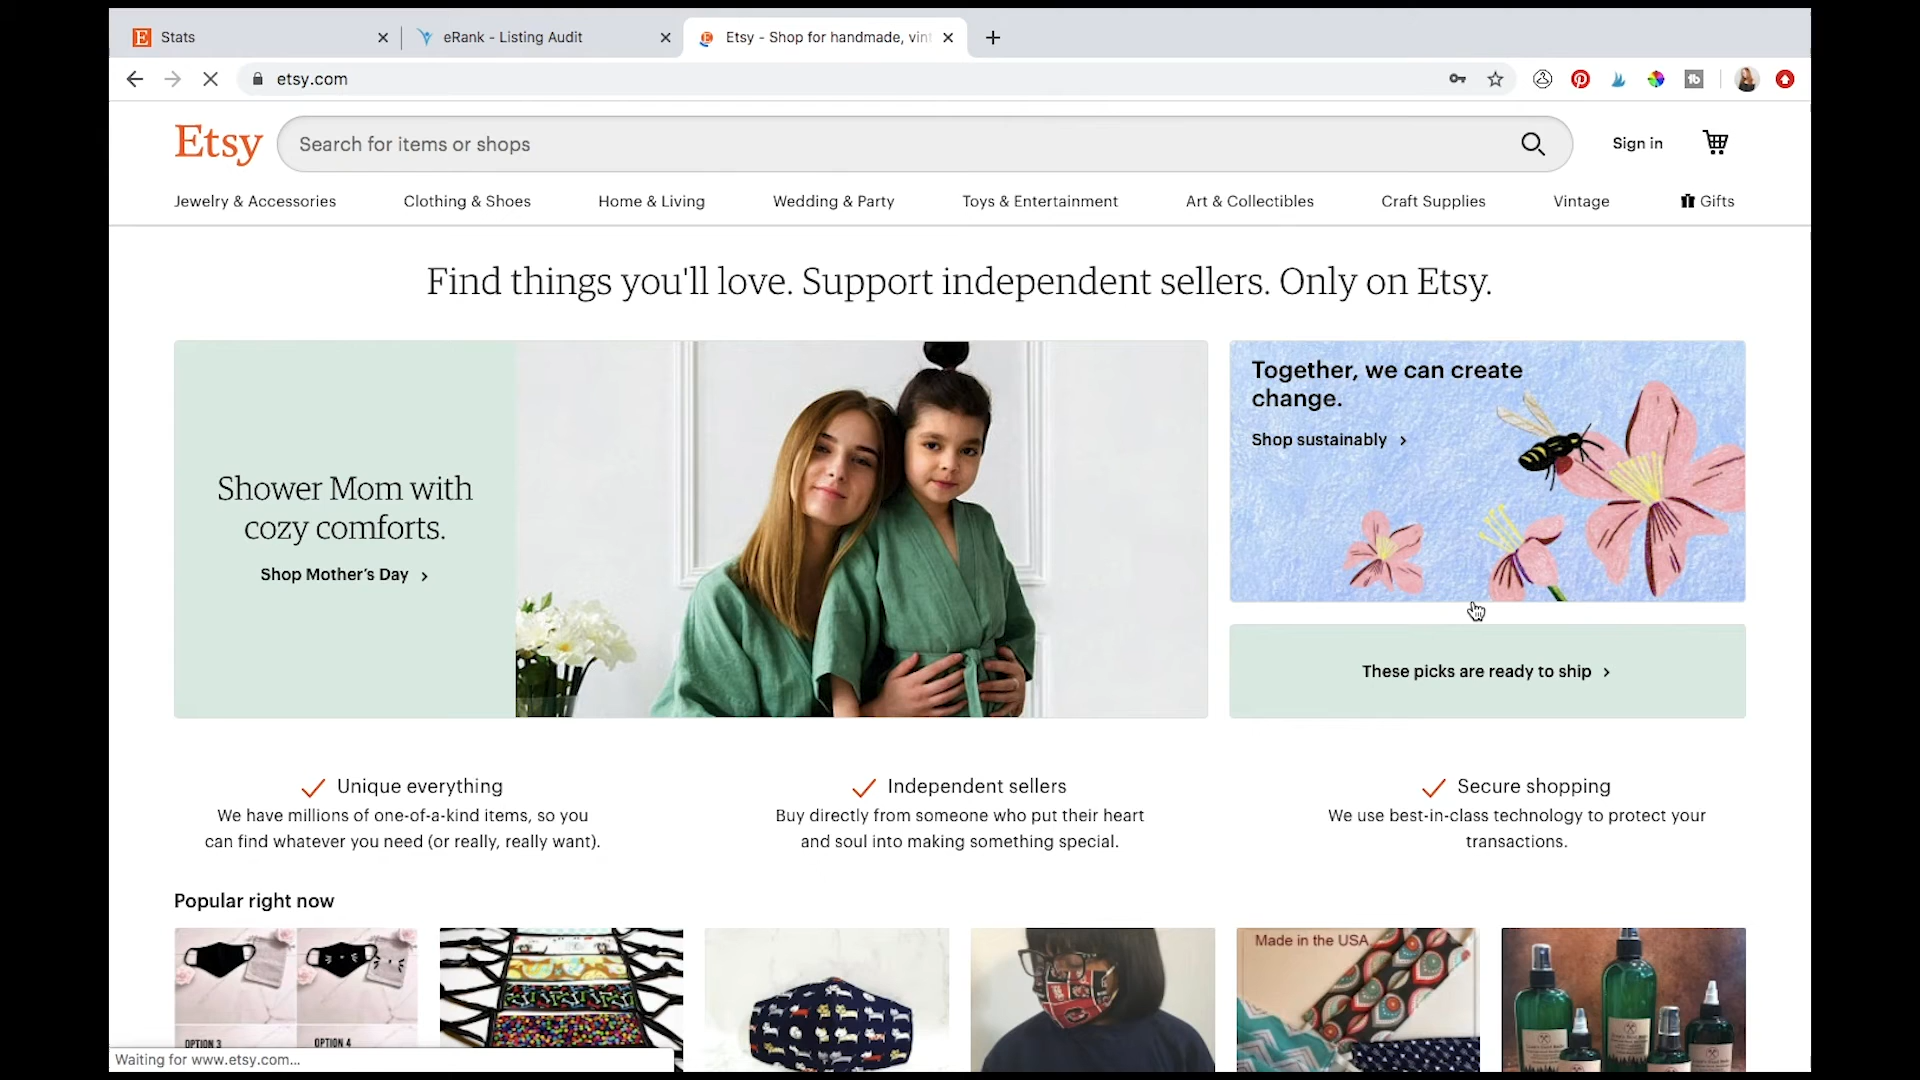 Stats
eRank - Listing Audit
Etsy - Shop for handmade, vint
etsy.com
Etsy
Search for items or shops
Sign in
Jewelry & Accessories
Clothing & Shoes
Home & Living
Wedding & Party
Toys & Entertainment
Art & Collectibles
Craft Supplies
Vintage
Gifts
Find things you'll love. Support independent sellers. Only on Etsy.
Shower Mom with
cozy comforts.
Shop Mother's Day
Together, we can create
change.
Shop sustainably
These picks are ready to ship
Unique everything
We have millions of one-of-a-kind items, so you
can find whatever you need (or really, really want).
Independent sellers
Buy directly from someone who put their heart
and soul into making something special.
Secure shopping
We use best-in-class technology to protect your
transactions.
Popular right now
OPTION 3
OPTION 4
Made in the USA
Waiting for www.etsy.com...